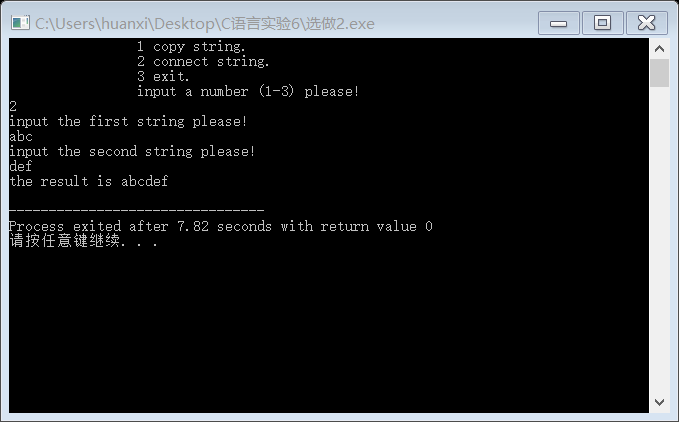 C:\Users\huanxi\Desktop\C语言实验6\选做2.exe
1 copy string.
2 connect string.
3 exit.
input a number (1-3) please!
2
input the first string please!
abc
input the second string please!
def
the result is abcdef
--------------------------------
Process exited after 7.82 seconds with return value 0
请按任意键继续. . .